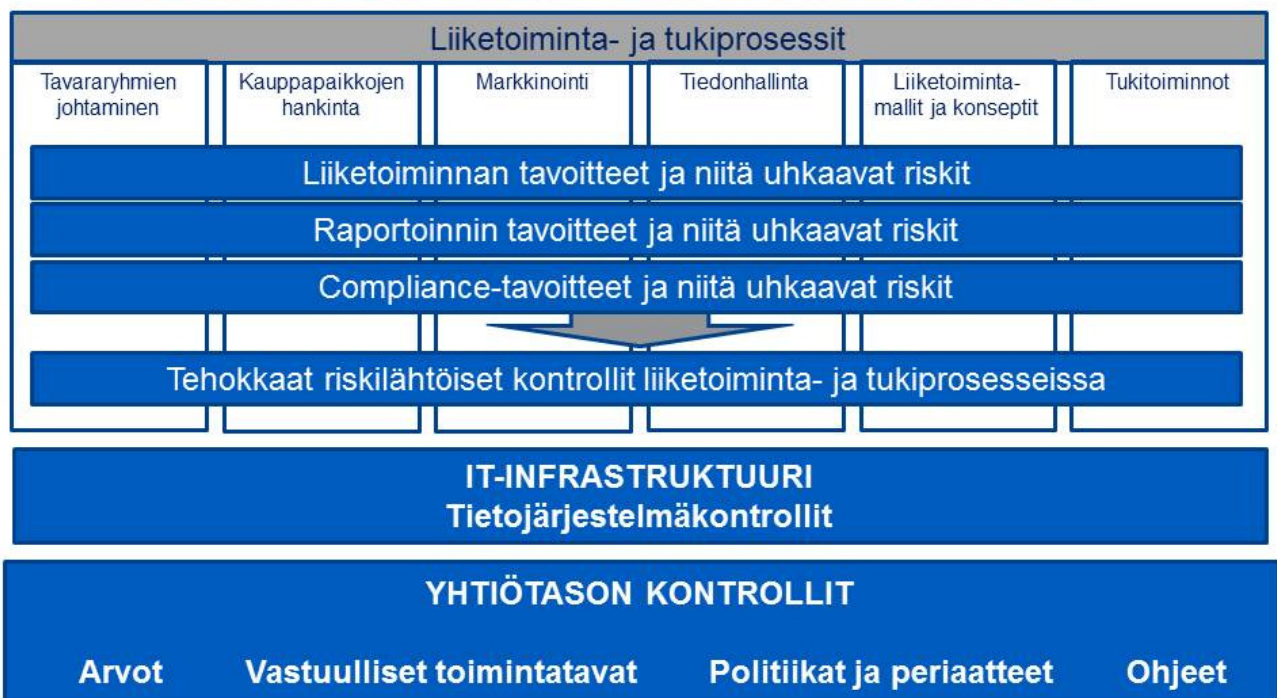 Liiketoiminta- ja tukiprosessit
Tavararyhmien
johtaminen
Kauppapaikkojen
hankinta
Markkinointi
Tiedonhallinta
Liiketoiminta-
mallit ja konseptit
Tukitoiminnot
Liiketoiminnan tavoitteet ja niitä uhkaavat riskit
Raportoinnin tavoitteet ja niitä uhkaavat riskit
Compliance-tavoitteet ja niitä uhkaavat riskit
Tehokkaat riskilähtöiset kontrollit liiketoiminta- ja tukiprosesseissa
IT-INFRASTRUKTUURI
Tietojärjestelmäkontrollit
YHTIÖTASON KONTROLLIT
Arvot Vastuulliset toimintatavat Politiikat ja periaatteet Ohjeet